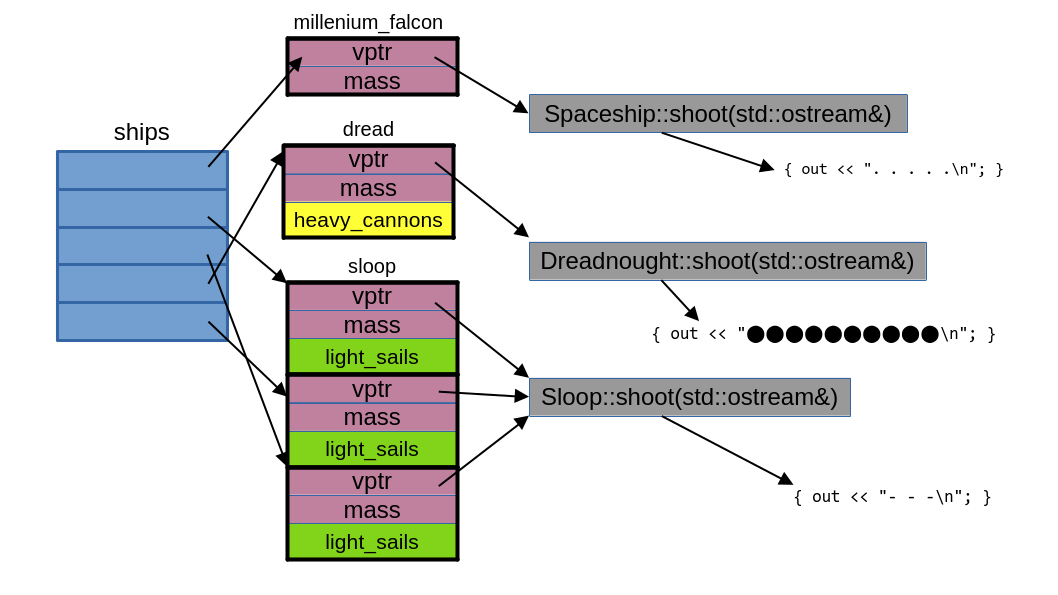 millenium_falcon
vptr
mass
Spaceship::shoot(std::ostream&)
{ out << ". . . . .\n"; }
ships
dread
vptr
mass
heavy_cannons
Dreadnought::shoot(std::ostream&)
{ out << "●●●●●●●●●●\n"; }
sloop
vptr
mass
light_sails
vptr
mass
light_sails
vptr
mass
light_sails
Sloop::shoot(std::ostream&)
{ out << "- - -\n"; }